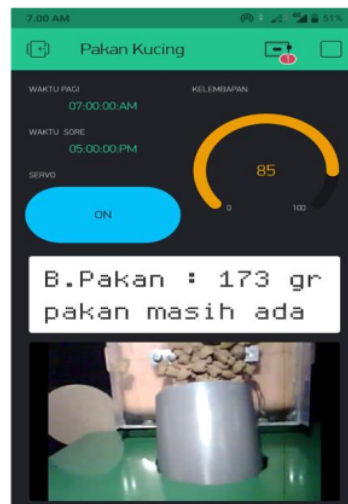 7.00 AM
51%
Pakan Kucing
1
WAKTU PAGI
07:00:00:AM
WAKTU SORE
05:00:00:PM
SERVO
ON
KELEMBAPAN
85
0
100
B.Pakan : 173 gr
pakan masih ada